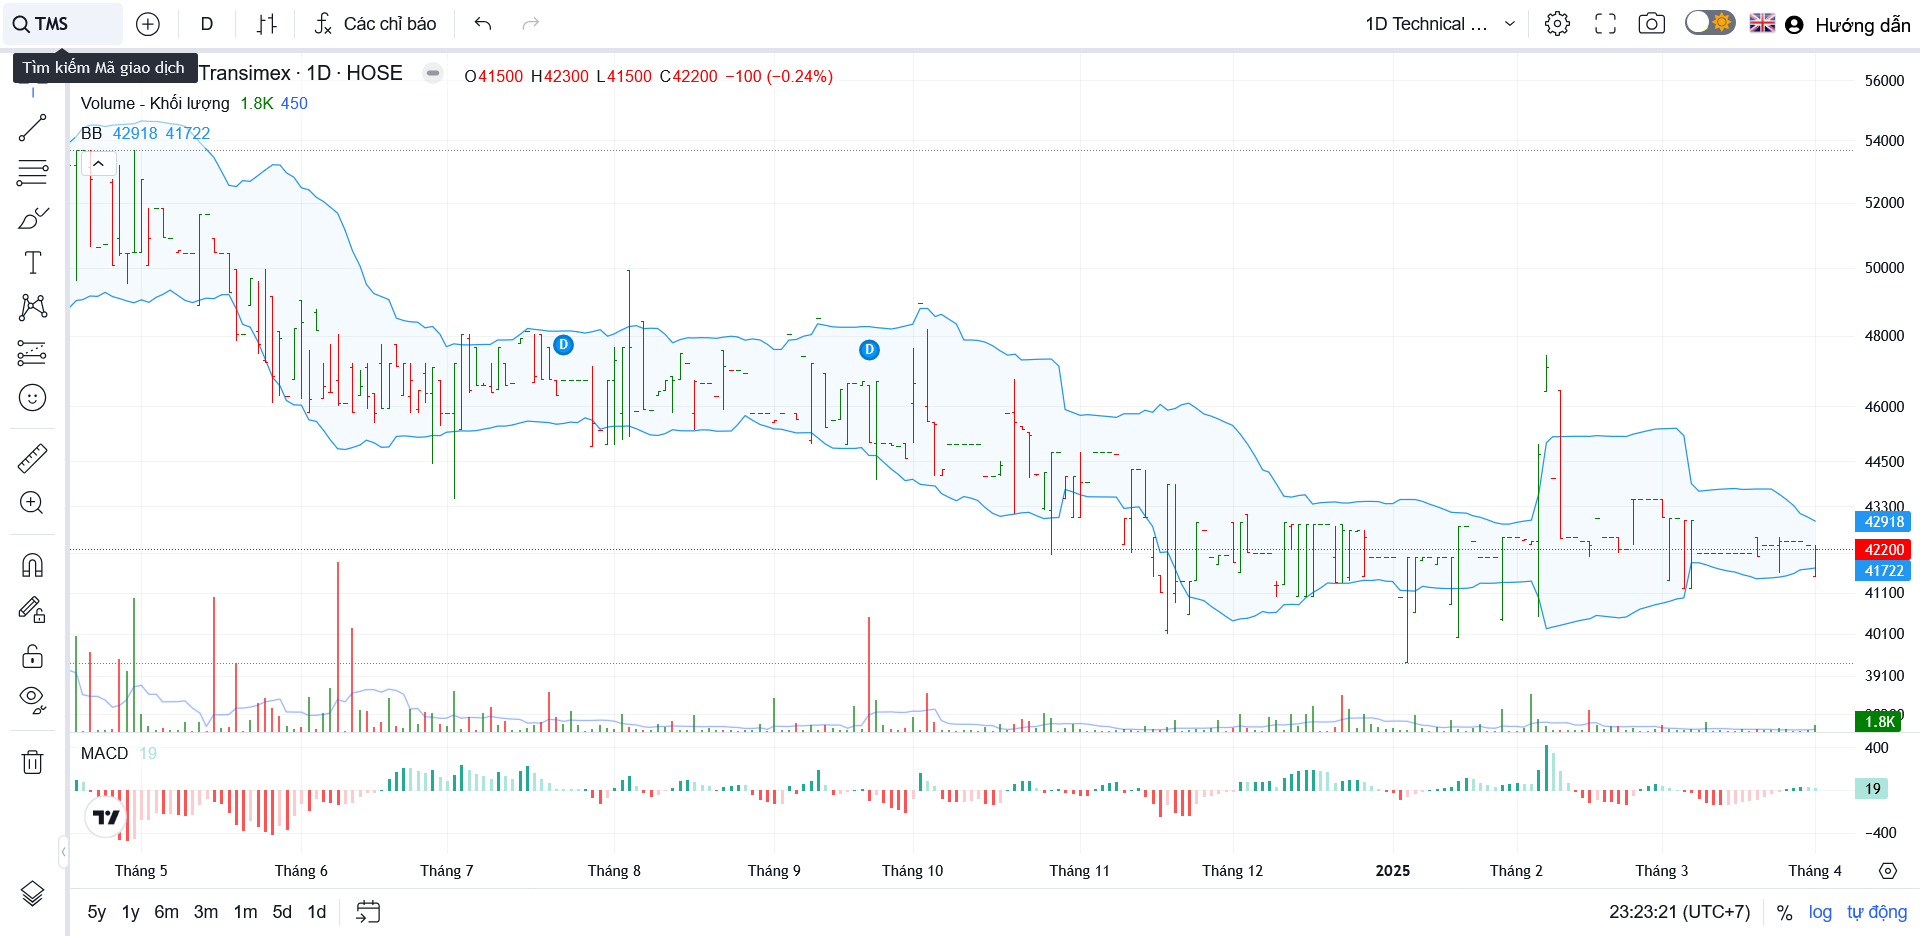 TMS
D
Các chỉ báo
1D Technical ...
Hướng dẫn
Tìm kiếm Mã giao dịch
Transimex · 1D · HOSE
O41500 H42300 L41500 C42200 −100 (−0.24%)
Volume - Khối lượng 1.8K 450
BB 42918 41722
D
D
56000
54000
52000
50000
48000
46000
44500
43300
42918
42200
41722
41100
40100
39100
1.8K
MACD 19
400
19
−400
Tháng 5 Tháng 6 Tháng 7 Tháng 8 Tháng 9 Tháng 10 Tháng 11 Tháng 12 2025 Tháng 2 Tháng 3 Tháng 4
5y 1y 6m 3m 1m 5d 1d
23:23:21 (UTC+7) % log tự động